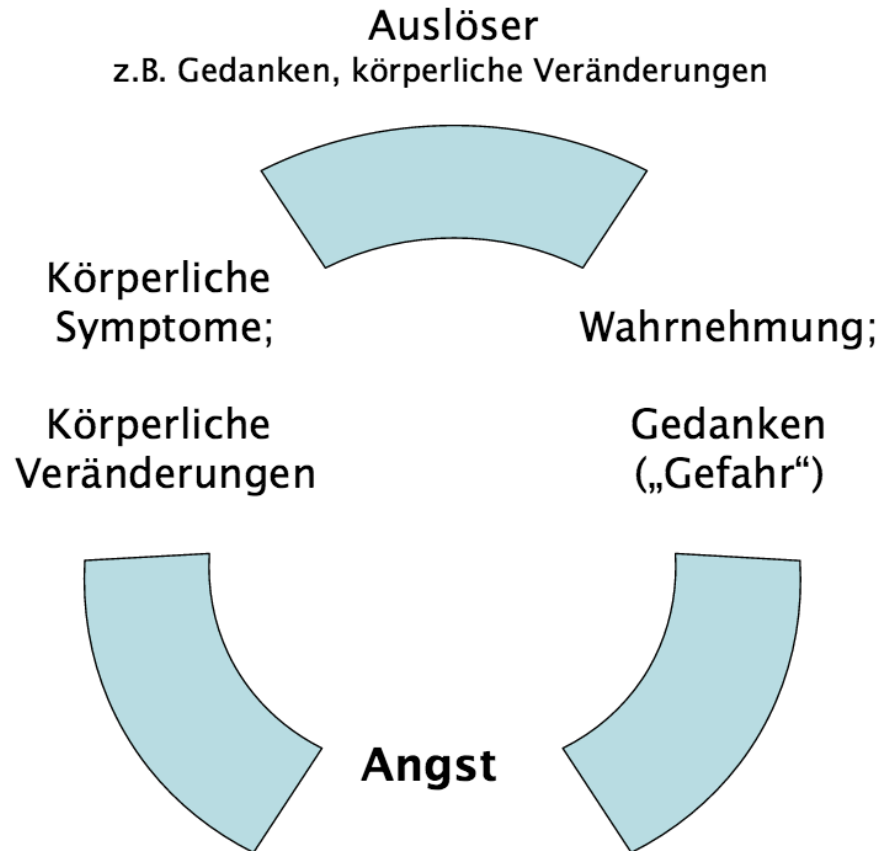 Auslöser
z.B. Gedanken, körperliche Veränderungen
Körperliche
Symptome;
Wahrnehmung;
Körperliche
Veränderungen
Gedanken
(„Gefahr“)
Angst